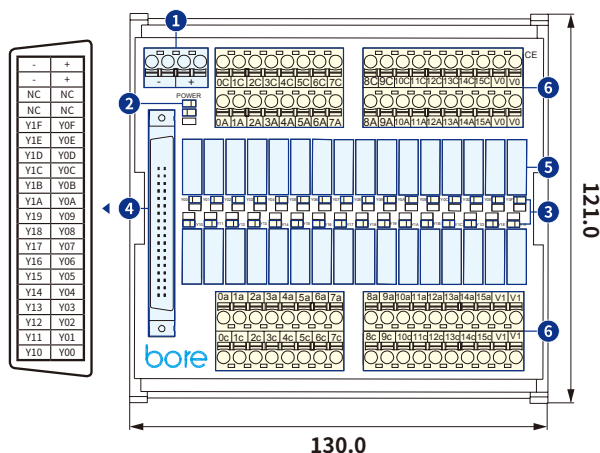 1
CE
- +
0C 1C 2C 3C 4C 5C 6C 7C
8C 9C 10C 11C 12C 13C 14C 15C V0 V0
6
POWER
2
0A 1A 2A 3A 4A 5A 6A 7A
8A 9A 10A 11A 12A 13A 14A 15A V0 V0
- +
- +
NC NC
NC NC
Y1F Y0F
Y1E Y0E
Y1D Y0D
Y1C Y0C
Y1B Y0B
Y1A Y0A
Y19 Y09
Y18 Y08
Y17 Y07
Y16 Y06
Y15 Y05
Y14 Y04
Y13 Y03
Y12 Y02
Y11 Y01
Y10 Y00
4
5
3
121.0
0a 1a 2a 3a 4a 5a 6a 7a
8a 9a 10a 11a 12a 13a 14a 15a V1 V1
6
0c 1c 2c 3c 4c 5c 6c 7c
8c 9c 10c 11c 12c 13c 14c 15c V1 V1
bore
130.0